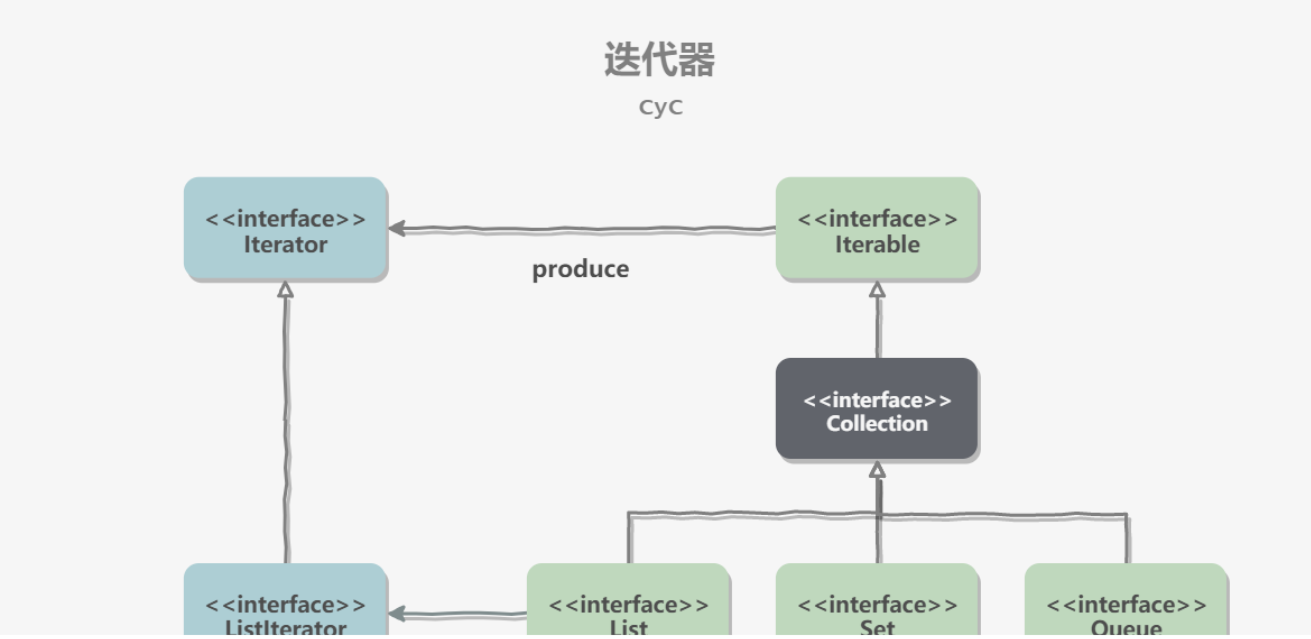 迭代器
CyC
<<interface>>
Iterator
<<interface>>
Iterable
produce
<<interface>>
Collection
<<interface>>
ListIterator
<<interface>>
List
<<interface>>
Set
<<interface>>
Queue